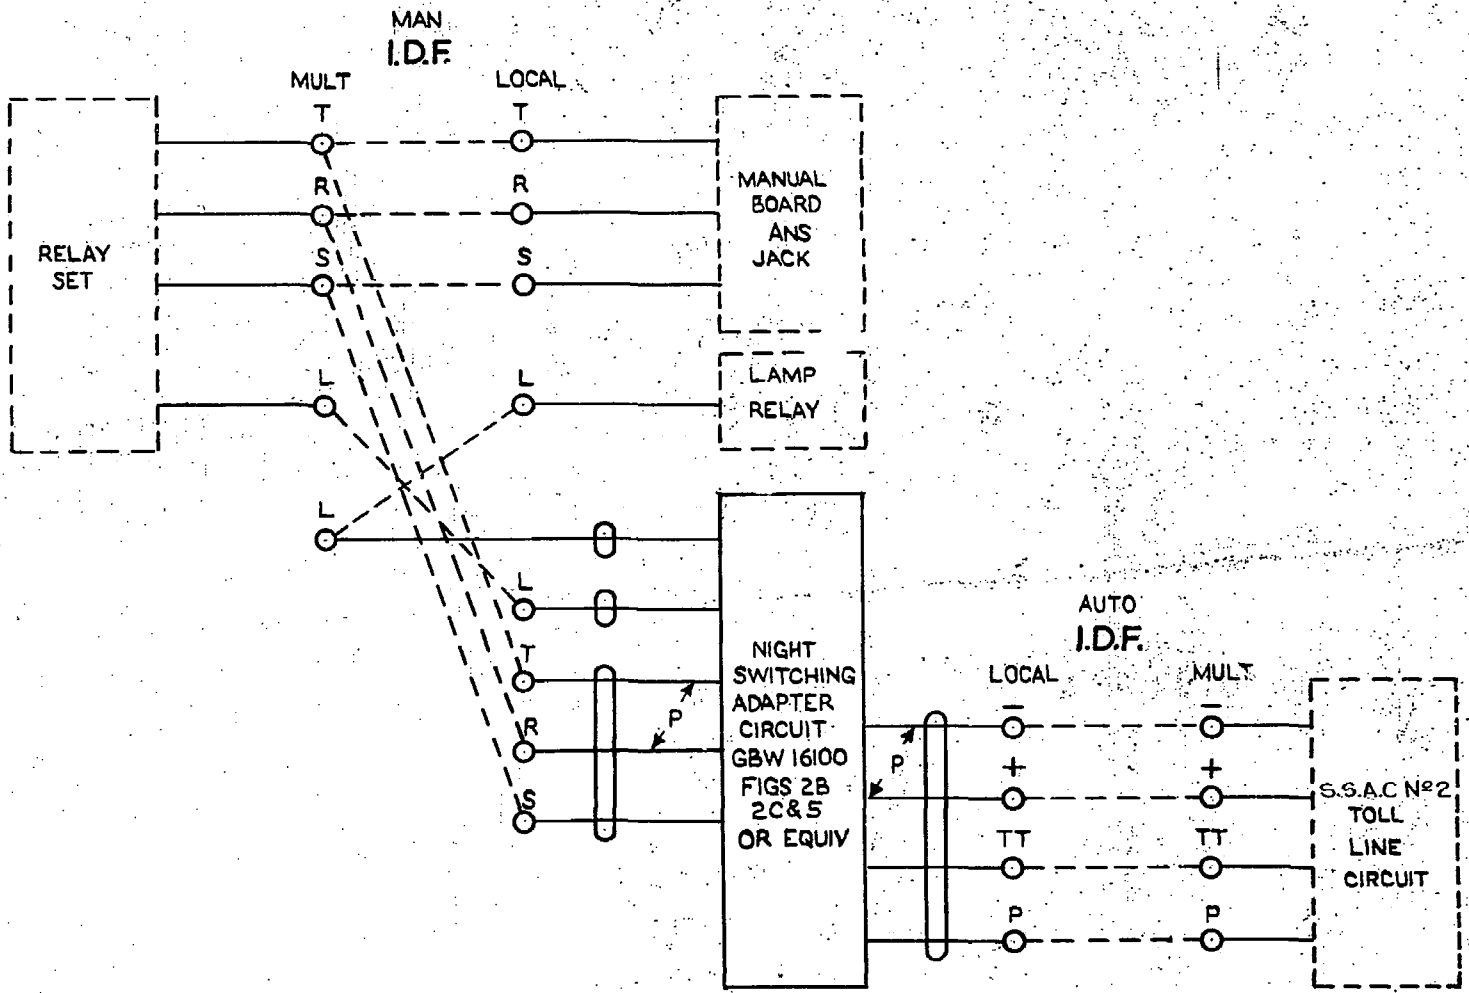 MAN
I.D.F.
MULT LOCAL
T T
R R
S S
L L
RELAY
SET
MANUAL
BOARD
ANS
JACK
LAMP
RELAY
L
L
T
R
S
P
NIGHT
SWITCHING
ADAPTER
CIRCUIT
GBW 16100
FIGS 2B
2C&5
OR EQUIV
P
AUTO
I.D.F.
LOCAL MULT
− −
+ +
TT TT
P P
S.S.A.C Nº2
TOLL
LINE
CIRCUIT